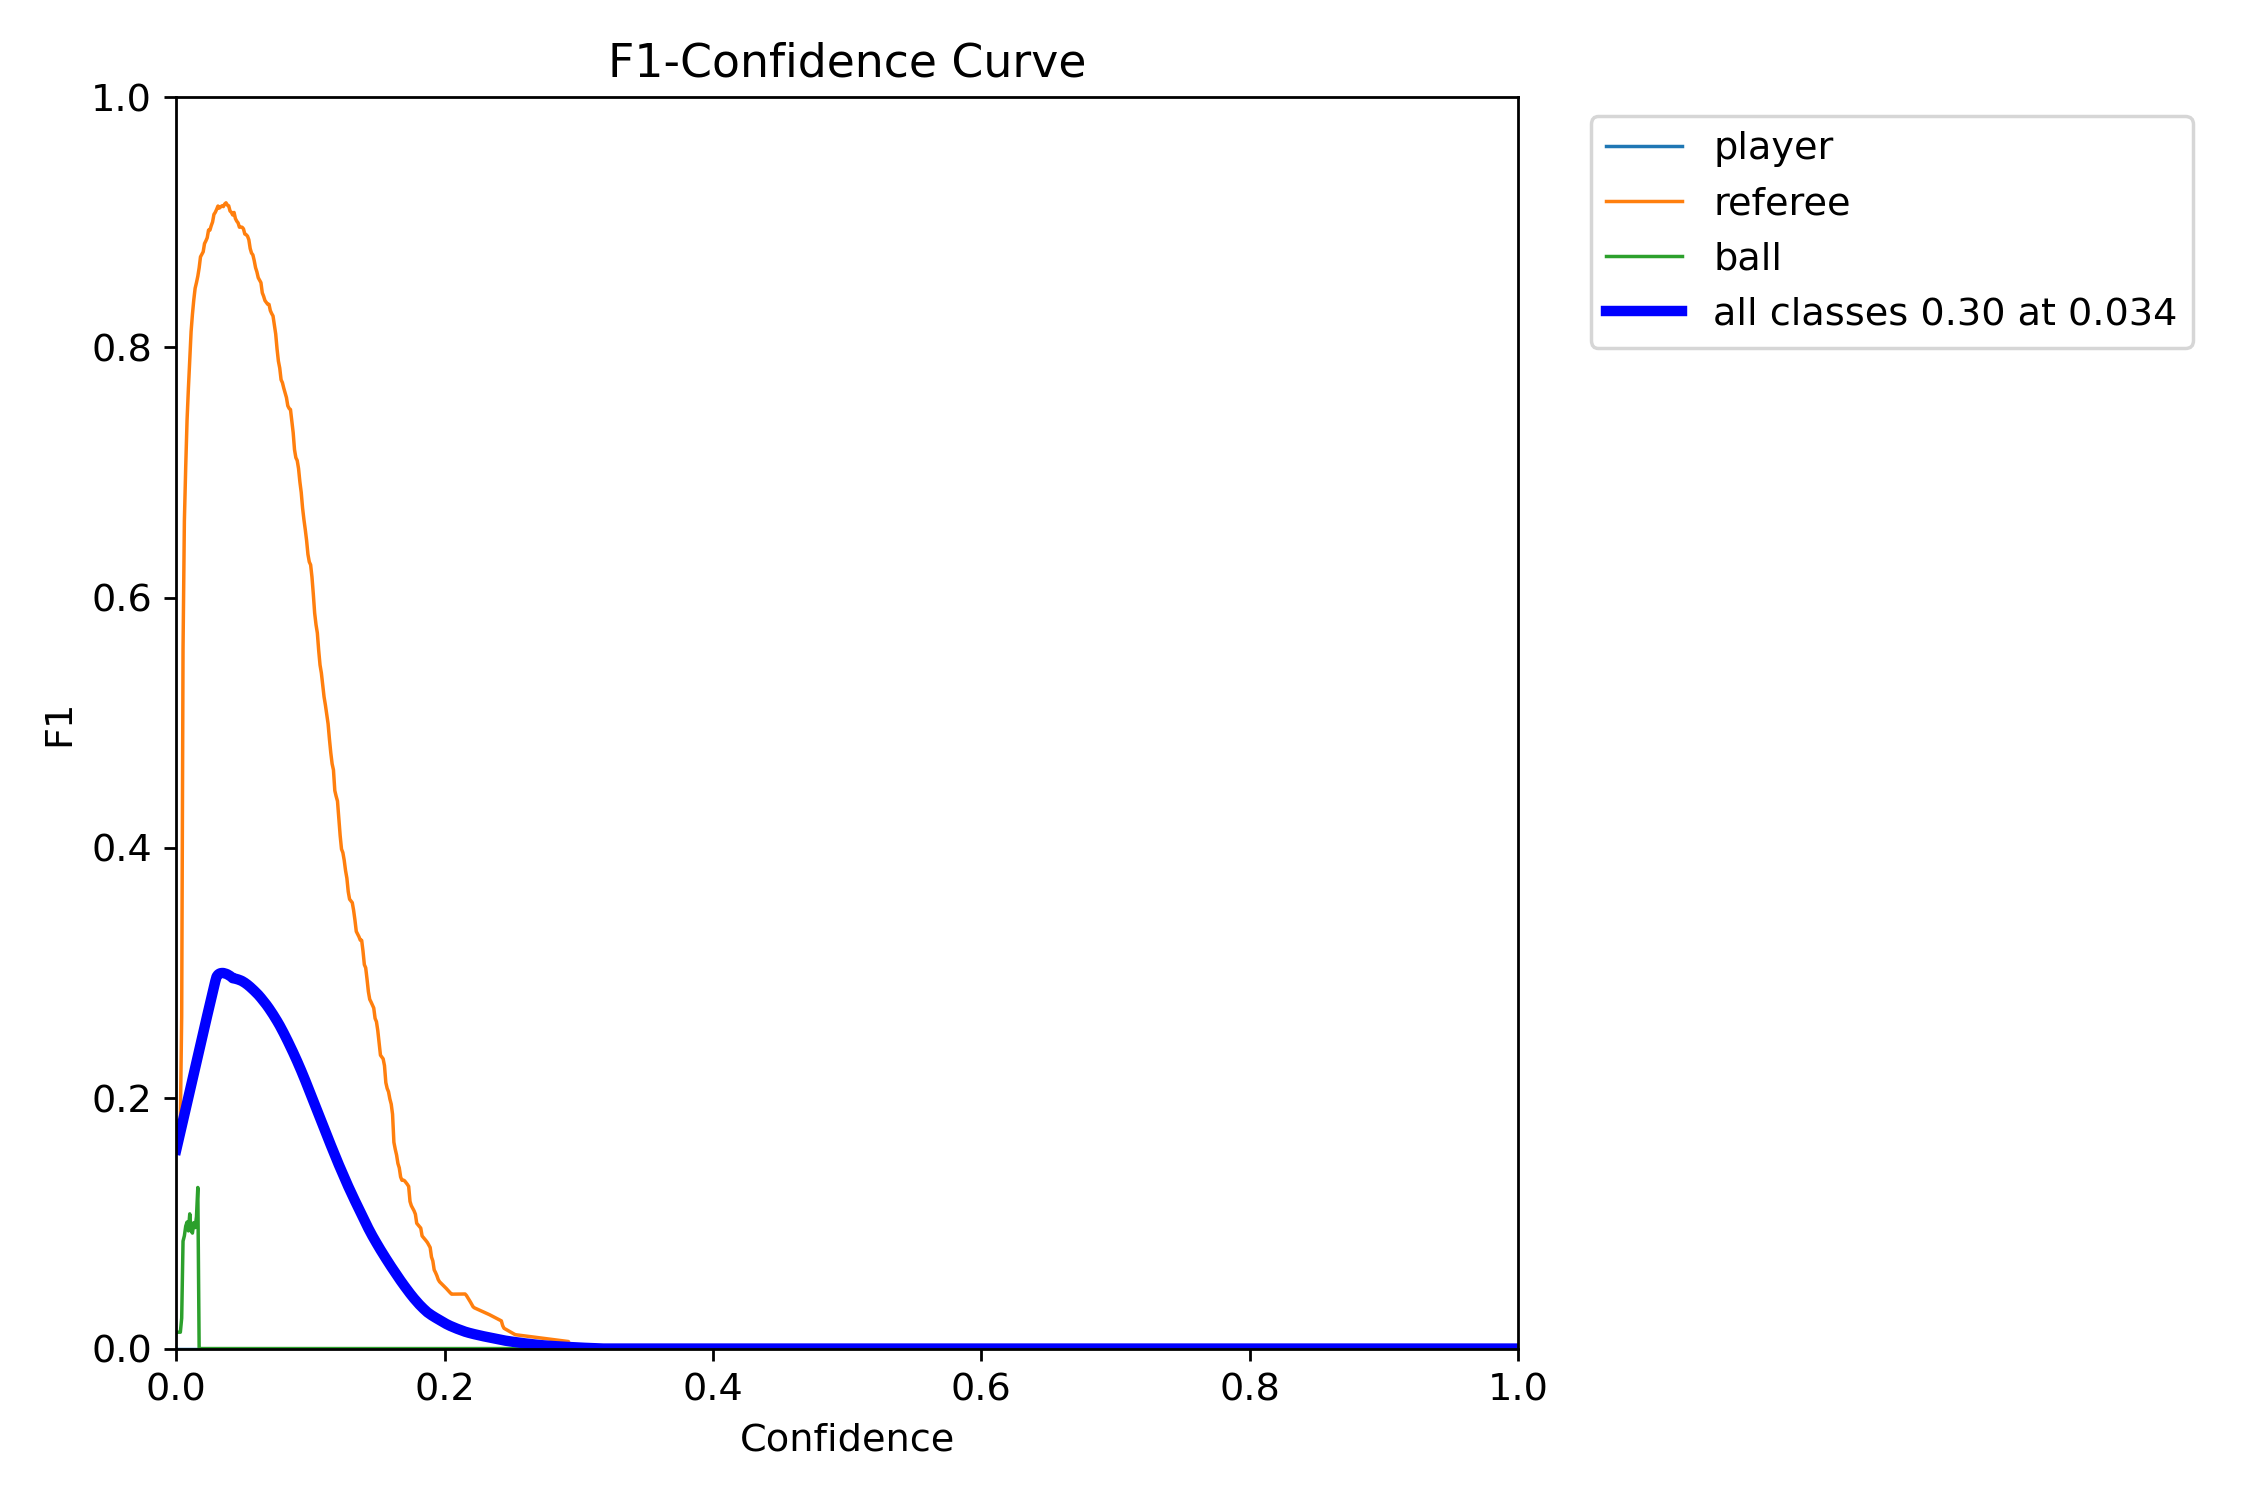 F1-Confidence Curve
1.0
0.8
0.6
0.4
0.2
0.0
F1
0.0 0.2 0.4 0.6 0.8 1.0
Confidence
player
referee
ball
all classes 0.30 at 0.034